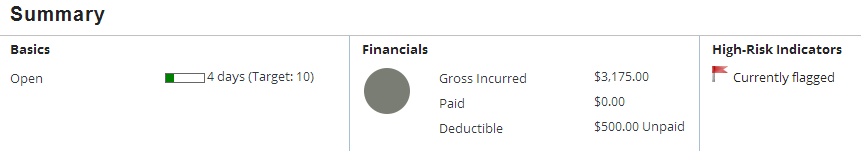 Summary
Basics
Open 4 days (Target: 10)
Financials
Gross Incurred $3,175.00
Paid $0.00
Deductible $500.00 Unpaid
High-Risk Indicators
Currently flagged